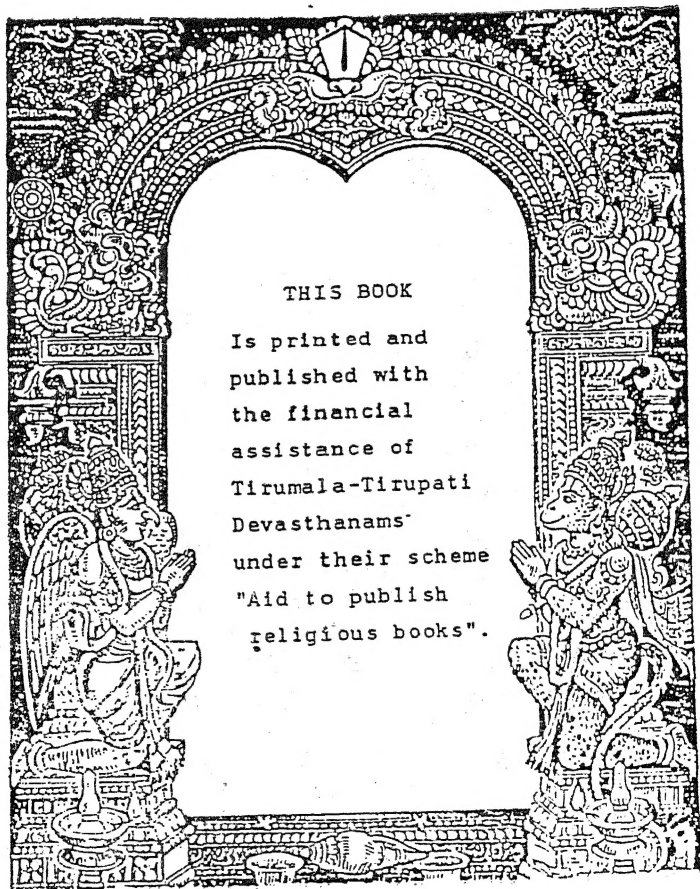 THIS BOOK
Is printed and
published with
the financial
assistance of
Tirumala-Tirupati
Devasthanams
under their scheme
"Aid to publish
religious books".